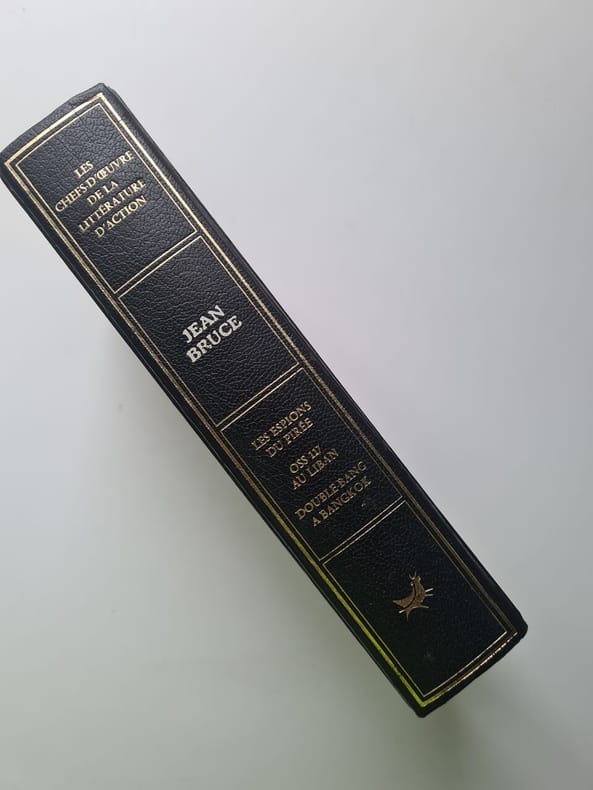 LES
CHEFS-D'ŒUVRE
DE LA
LITTÉRATURE
D'ACTION
JEAN
BRUCE
LES ESPIONS
DU PIRÉE
OSS 117
AU LIBAN
DOUBLE-BANG
A BANGKOK